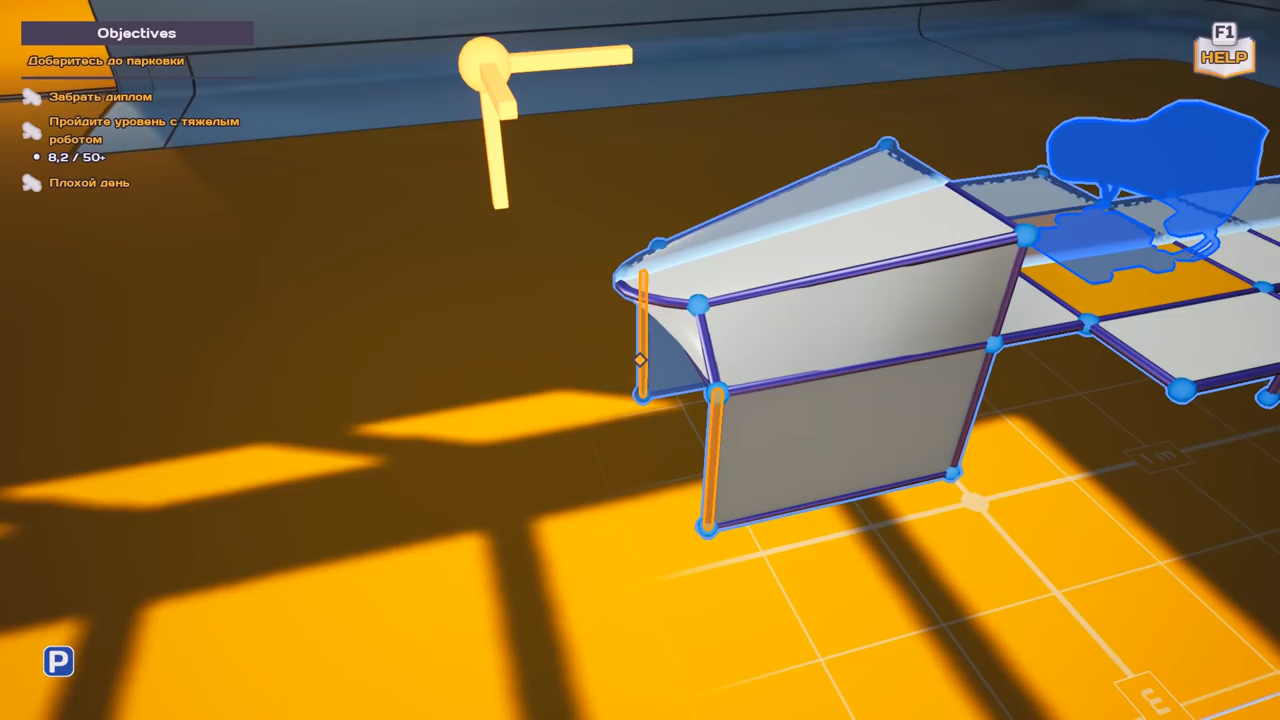 Objectives
Доберитесь до парковки
Забрать диплом
Пройдите уровень с тяжелым
роботом
8,2 / 50+
Плохой день
F1
HELP
1 m
P